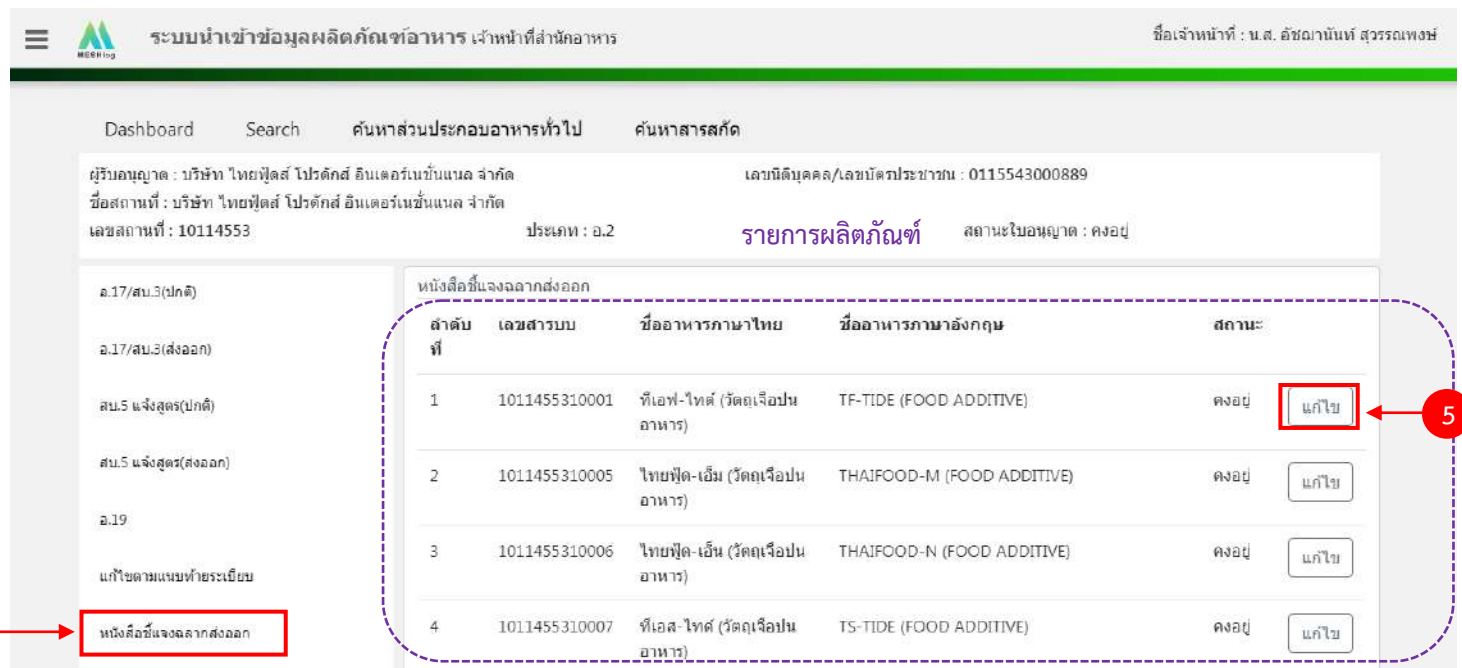 MESH log
ระบบนำเข้าข้อมูลผลิตภัณฑ์อาหาร เจ้าหน้าที่สำนักอาหาร
ชื่อเจ้าหน้าที่ : น.ส. อัชฌานันท์ สุวรรณพงษ์
Dashboard Search ค้นหาส่วนประกอบอาหารทั่วไป ค้นหาสารสกัด
ผู้รับอนุญาต : บริษัท ไทยฟู้ดส์ โปรดักส์ อินเตอร์เนชั่นแนล จำกัด เลขนิติบุคคล/เลขบัตรประชาชน : 0115543000889
ชื่อสถานที่ : บริษัท ไทยฟู้ดส์ โปรดักส์ อินเตอร์เนชั่นแนล จำกัด
เลขสถานที่ : 10114553 ประเภท : อ.2 รายการผลิตภัณฑ์ สถานะใบอนุญาต : คงอยู่
อ.17/สบ.3(ปกติ)
อ.17/สบ.3(ส่งออก)
สบ.5 แจ้งสูตร(ปกติ)
สบ.5 แจ้งสูตร(ส่งออก)
อ.19
แก้ไขตามแนบท้ายระเบียบ
หนังสือชี้แจงฉลากส่งออก
หนังสือชี้แจงฉลากส่งออก
ลำดับ เลขสารบบ ชื่ออาหารภาษาไทย ชื่ออาหารภาษาอังกฤษ สถานะ
ที่
1 1011455310001 ทีเอฟ-ไทด์ (วัตถุเจือปน TF-TIDE (FOOD ADDITIVE) คงอยู่ แก้ไข 5
อาหาร)
2 1011455310005 ไทยฟู้ด-เอ็ม (วัตถุเจือปน THAIFOOD-M (FOOD ADDITIVE) คงอยู่ แก้ไข
อาหาร)
3 1011455310006 ไทยฟู้ด-เอ็น (วัตถุเจือปน THAIFOOD-N (FOOD ADDITIVE) คงอยู่ แก้ไข
อาหาร)
4 1011455310007 ทีเอส-ไทด์ (วัตถุเจือปน TS-TIDE (FOOD ADDITIVE) คงอยู่ แก้ไข
อาหาร)